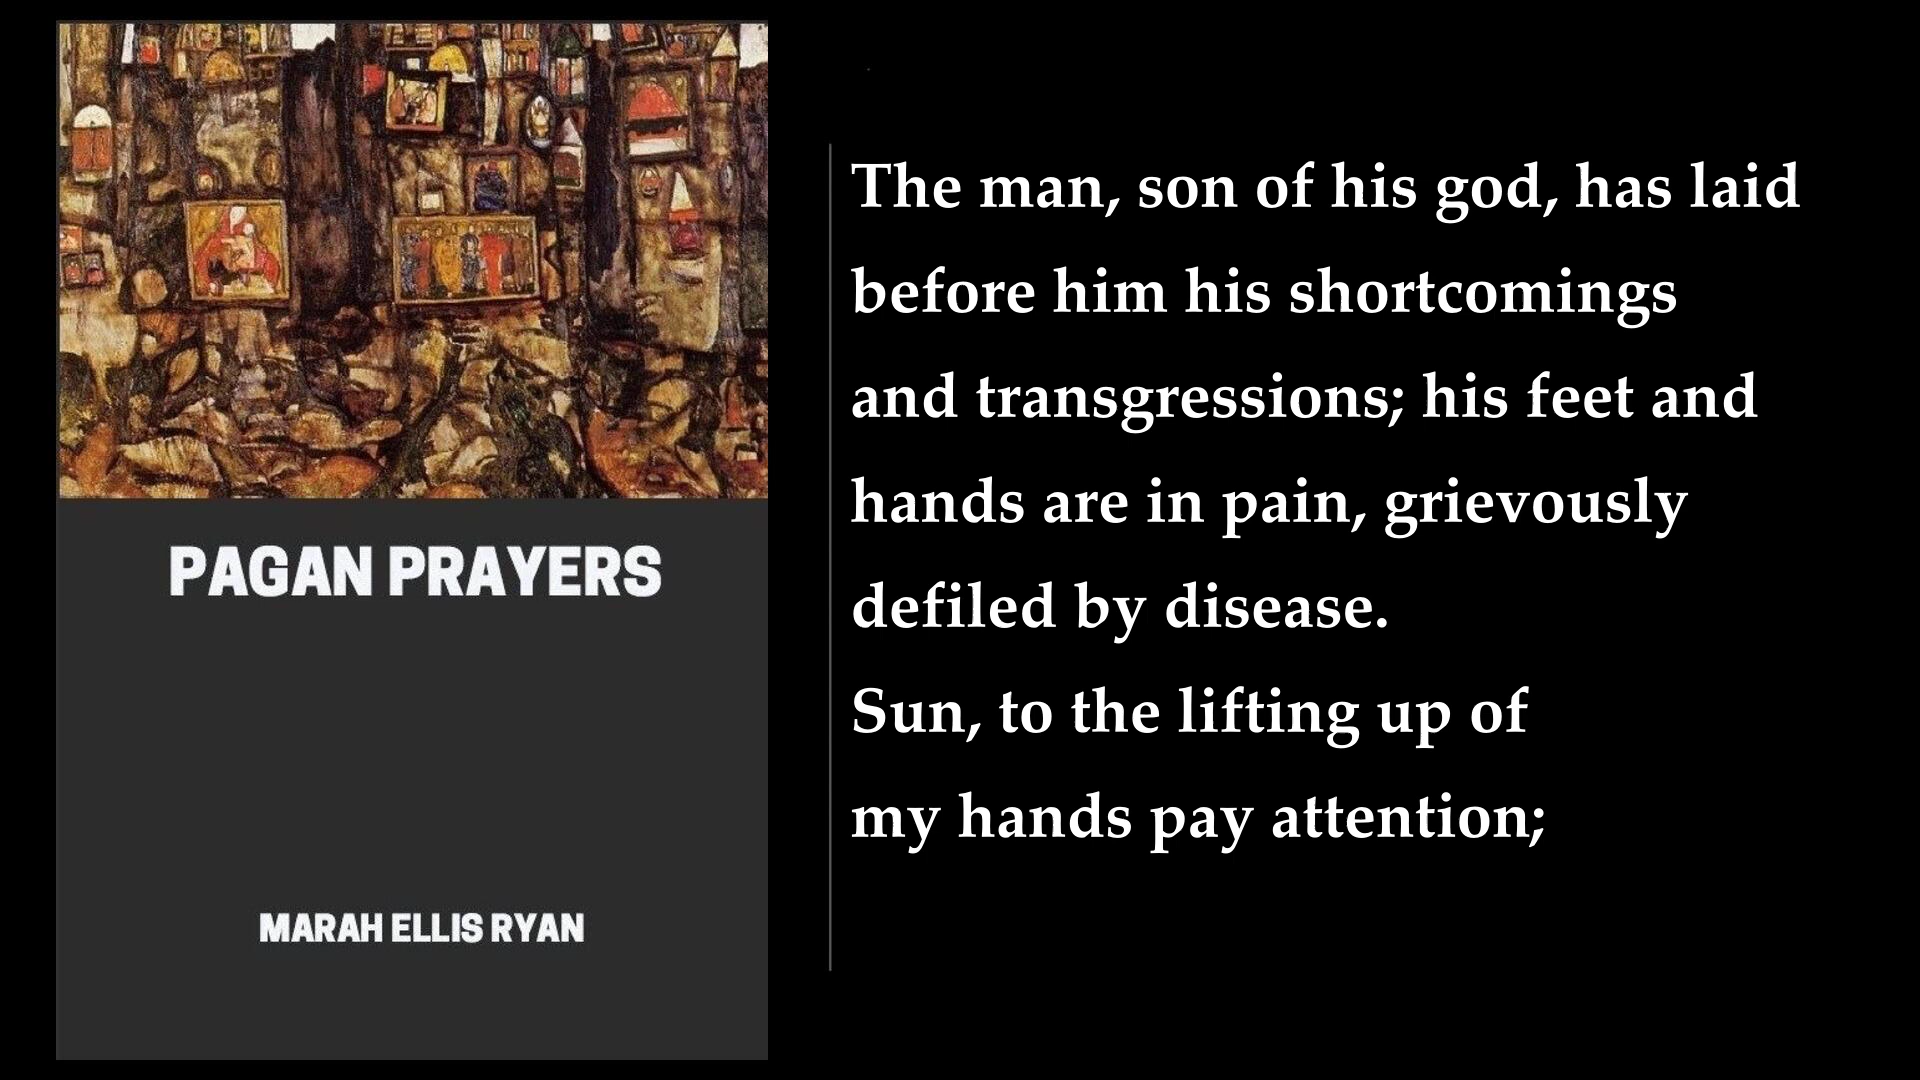 PAGAN PRAYERS
MARAH ELLIS RYAN
The man, son of his god, has laid
before him his shortcomings
and transgressions; his feet and
hands are in pain, grievously
defiled by disease.
Sun, to the lifting up of
my hands pay attention;